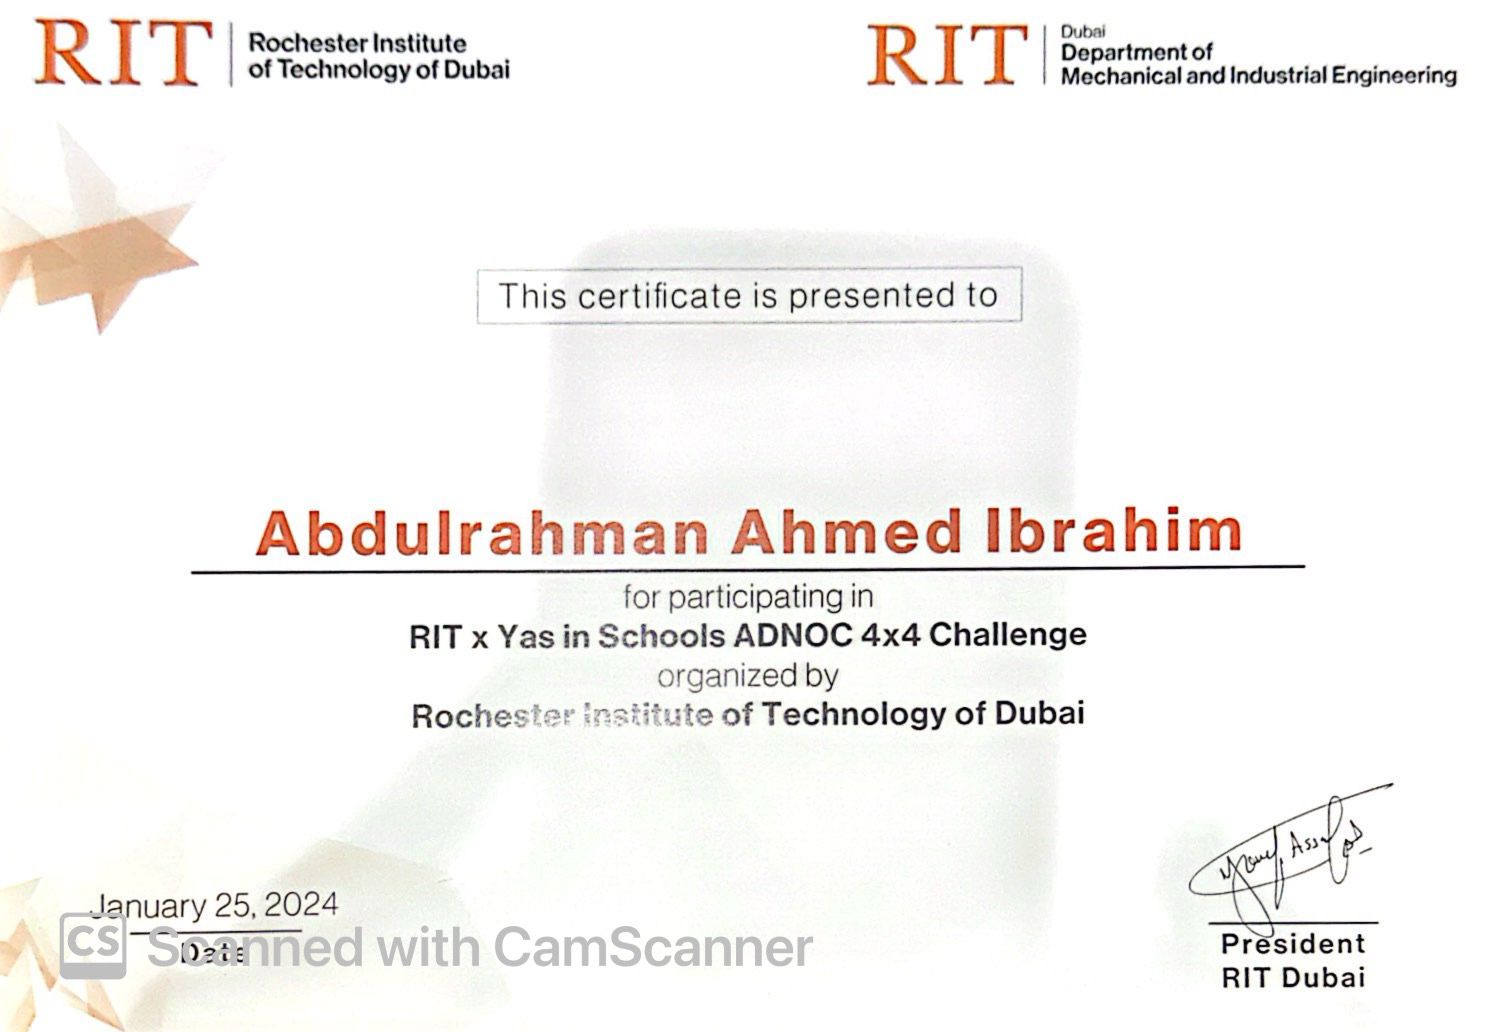 RIT
Rochester Institute
of Technology of Dubai
RIT
Dubai
Department of
Mechanical and Industrial Engineering
This certificate is presented to
Abdulrahman Ahmed Ibrahim
for participating in
RIT x Yas in Schools ADNOC 4x4 Challenge
organized by
Rochester Institute of Technology of Dubai
January 25, 2024
Date
CS Scanned with CamScanner
President
RIT Dubai